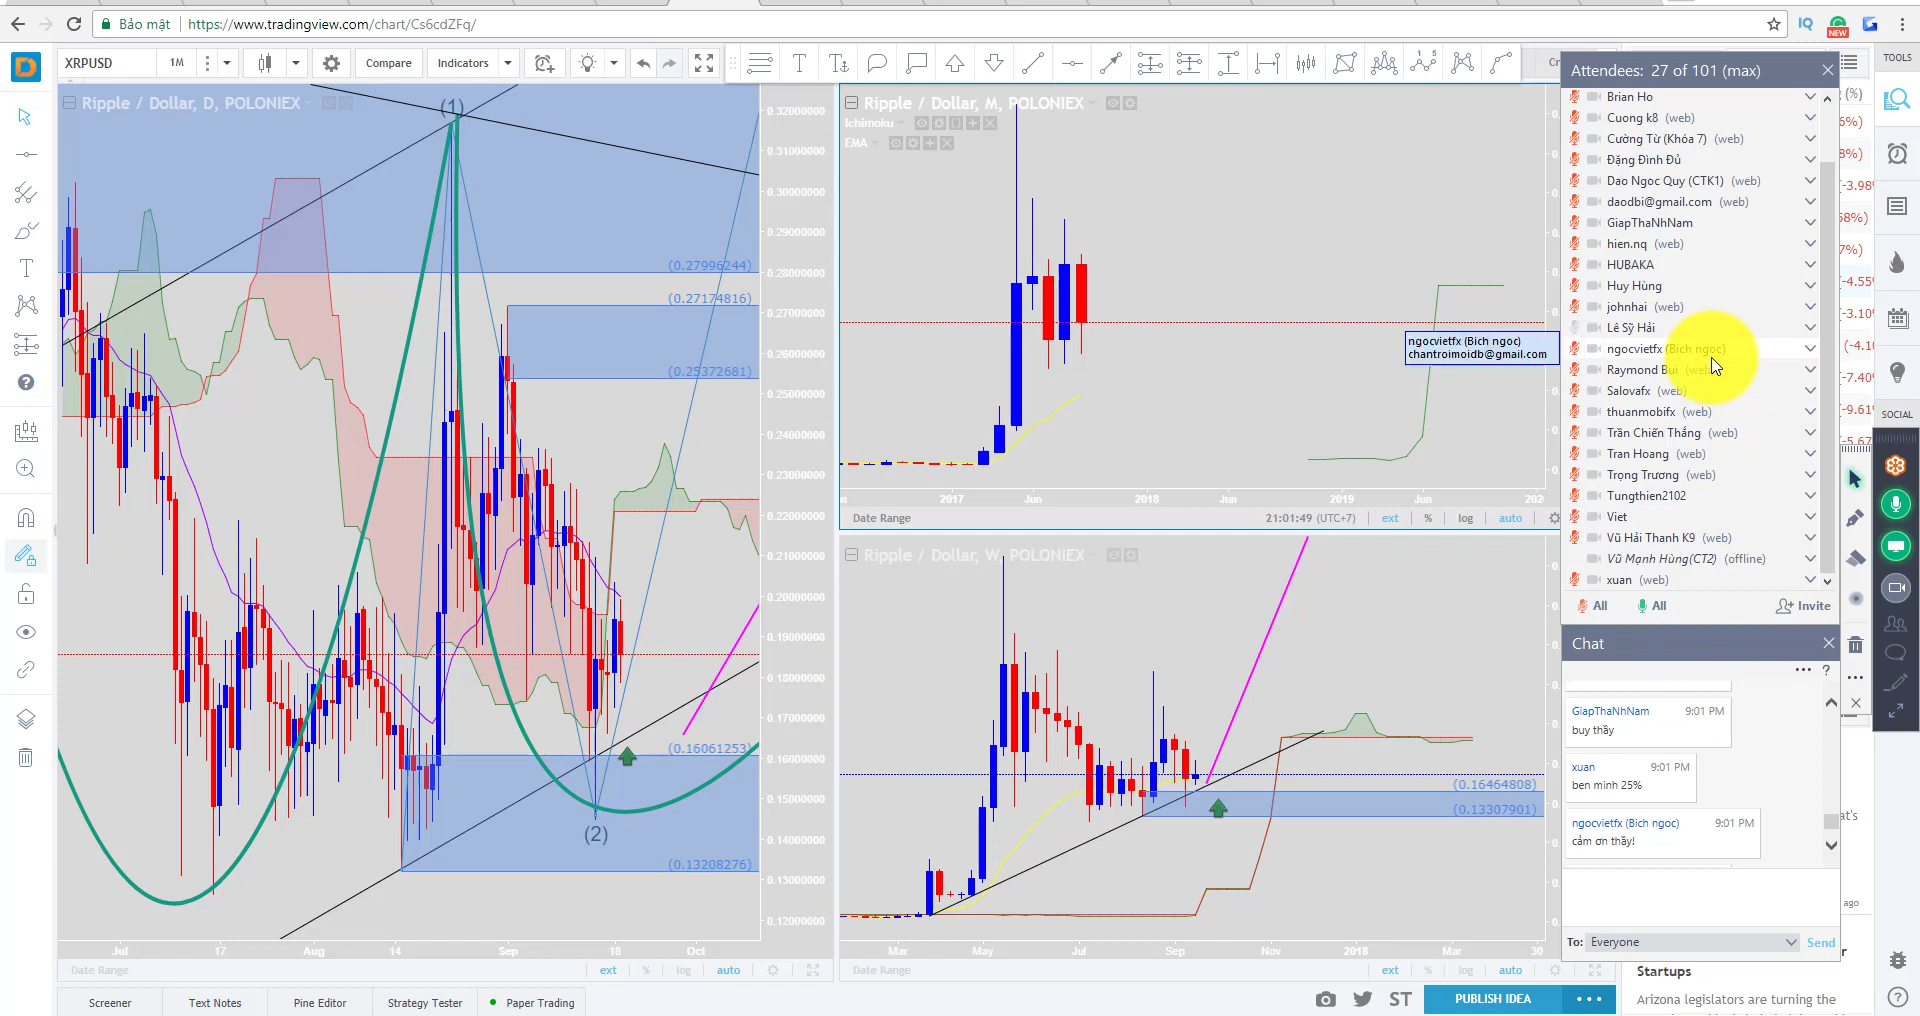 Bảo mật
https://www.tradingview.com/chart/Cs6cdZFq/
XRPUSD
1M
Compare
Indicators
NEW
TOOLS
Ripple / Dollar, D, POLONIEX
(1)
(0.27996244)
(0.27174816)
(0.25372681)
(0.16061253)
(2)
(0.13208276)
0.32000000
0.31000000
0.30000000
0.29000000
0.28000000
0.27000000
0.26000000
0.25000000
0.24000000
0.23000000
0.22000000
0.21000000
0.20000000
0.19000000
0.18000000
0.17000000
0.16000000
0.15000000
0.14000000
0.13000000
0.12000000
Jul
17
Aug
14
Sep
18
Oct
Date Range
ext
%
log
auto
Ripple / Dollar, M, POLONIEX
Ichimoku
EMA
2017
Jun
2018
Jun
2019
Jun
Date Range
21:01:49 (UTC+7)
ext
%
log
auto
Ripple / Dollar, W, POLONIEX
(0.16464808)
(0.13307901)
Mar
May
Jul
Sep
Nov
2018
Mar
30
Date Range
ext
%
log
auto
ngocvietfx (Bich ngoc)
chantroimoidb@gmail.com
Attendees: 27 of 101 (max)
Brian Ho
Cuong k8 (web)
Cường Từ (Khóa 7) (web)
Đặng Đình Đủ
Dao Ngoc Quy (CTK1) (web)
daodbi@gmail.com (web)
GiapThaNhNam
hien.nq (web)
HUBAKA
Huy Hùng
johnhai (web)
Lê Sỹ Hải
ngocvietfx (Bich ngoc)
Raymond Bui (web)
Salovafx (web)
thuanmobifx (web)
Trần Chiến Thắng (web)
Tran Hoang (web)
Trọng Trương (web)
Tungthien2102
Viet
Vũ Hải Thanh K9 (web)
Vũ Mạnh Hùng(CT2) (offline)
xuan (web)
All
All
Invite
Chat
GiapThaNhNam 9:01 PM
buy thầy
xuan 9:01 PM
ben minh 25%
ngocvietfx (Bich ngoc) 9:01 PM
cảm ơn thầy!
To: Everyone
Send
SOCIAL
ago
Startups
Arizona legislators are turning the
Screener
Text Notes
Pine Editor
Strategy Tester
Paper Trading
ST
PUBLISH IDEA